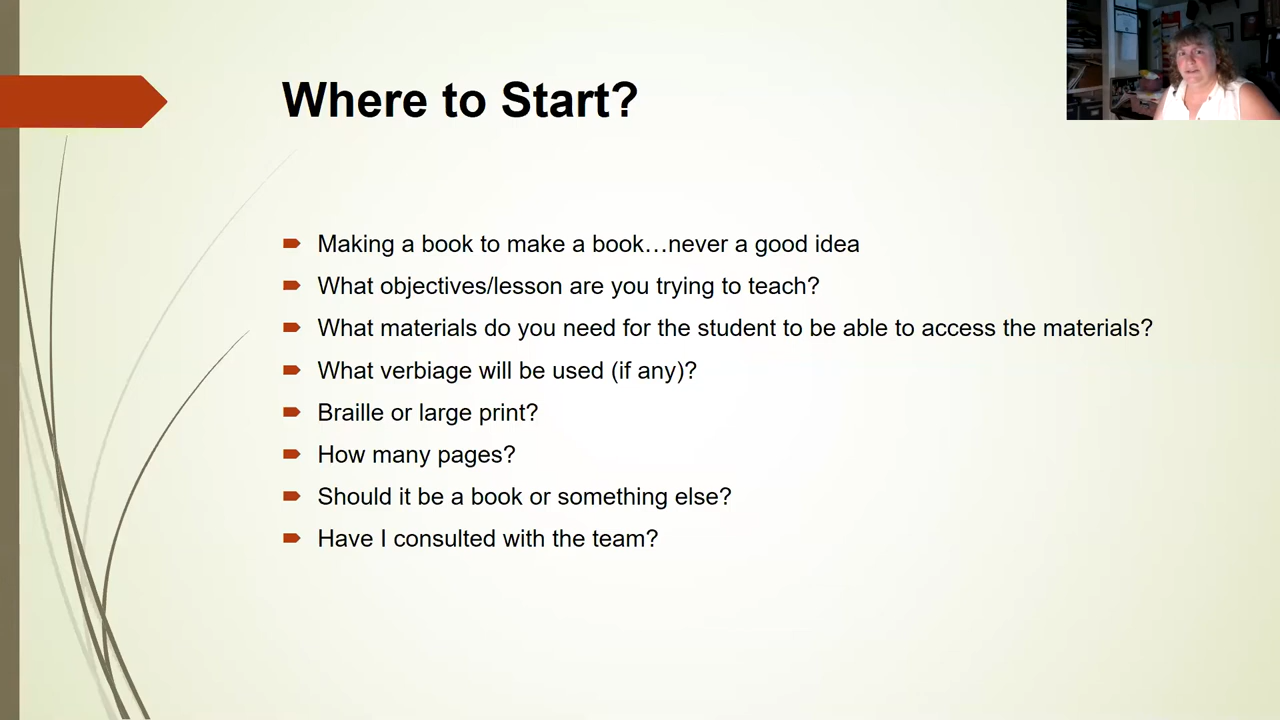 Where to Start?
Making a book to make a book…never a good idea
What objectives/lesson are you trying to teach?
What materials do you need for the student to be able to access the materials?
What verbiage will be used (if any)?
Braille or large print?
How many pages?
Should it be a book or something else?
Have I consulted with the team?